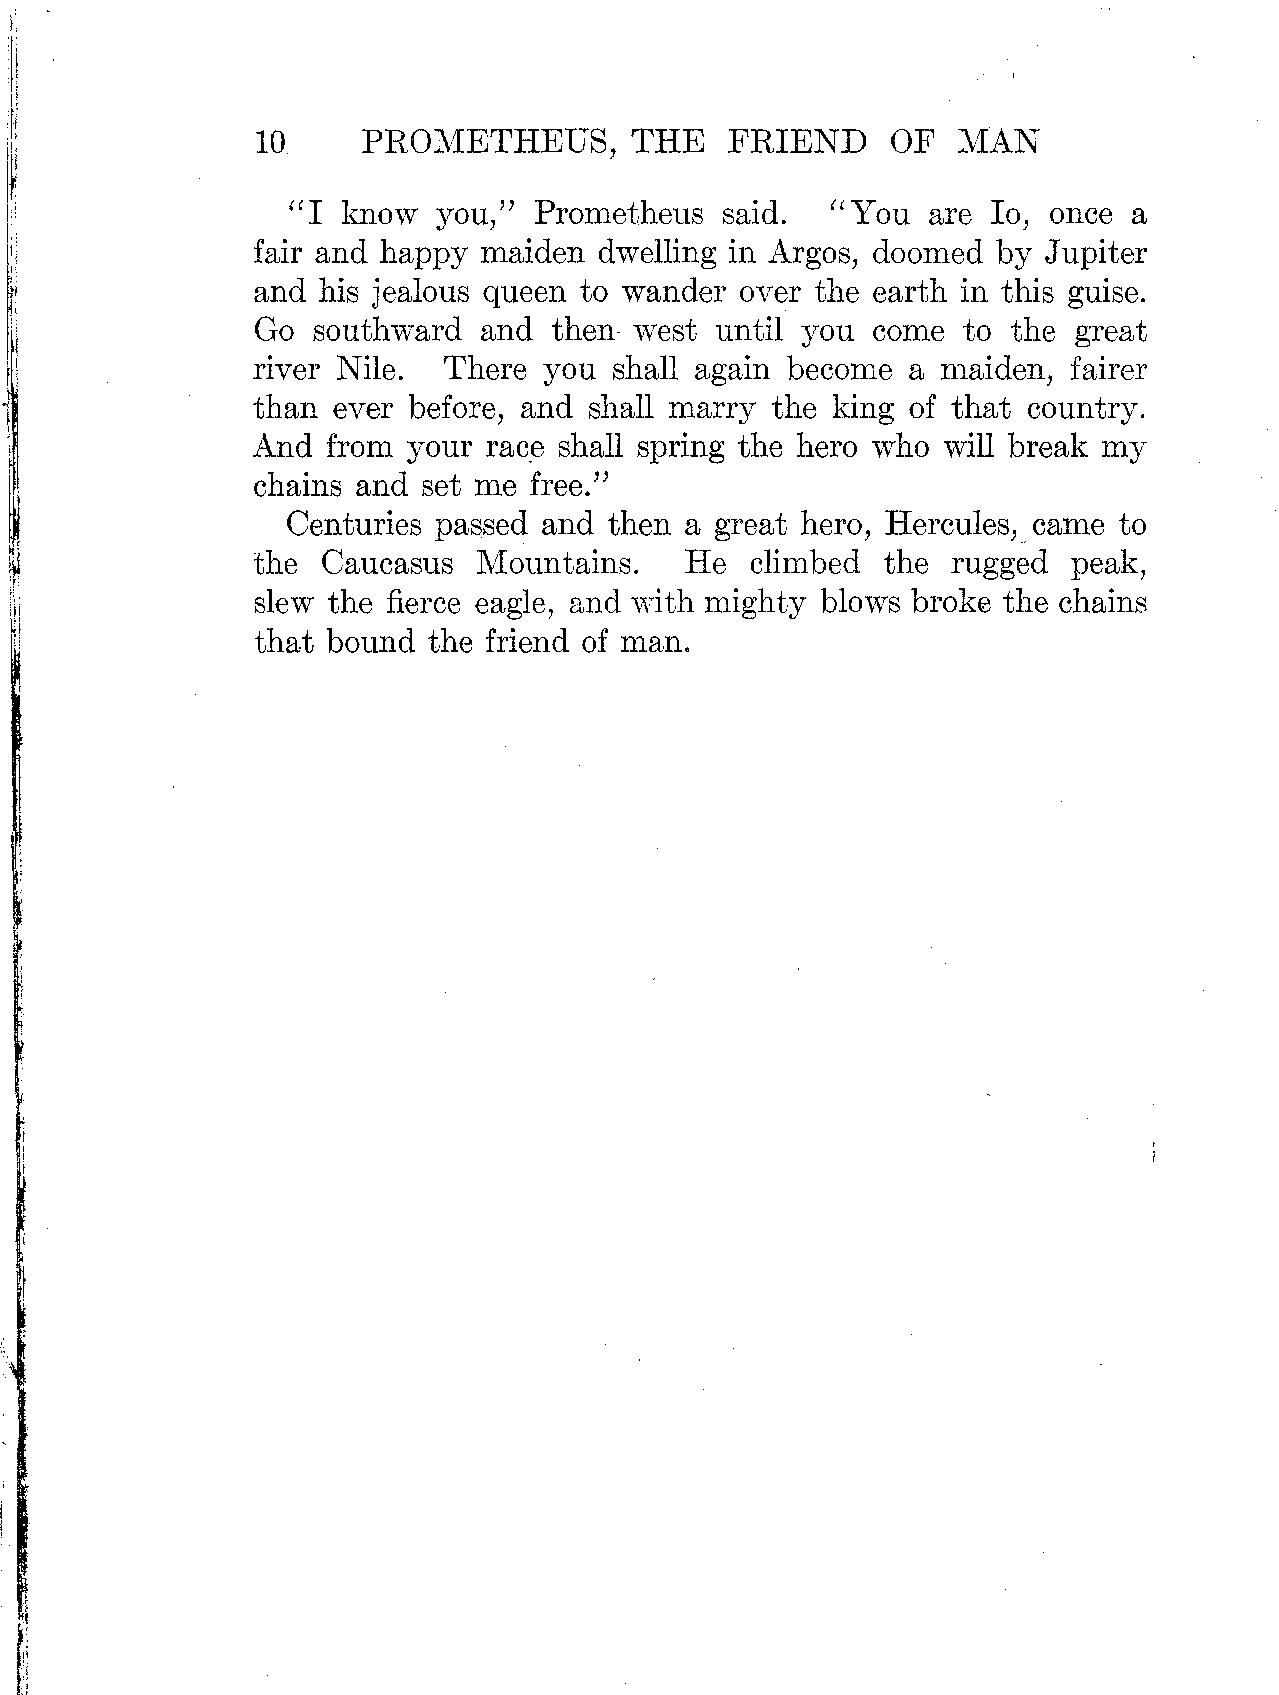 10 PROMETHEUS, THE FRIEND OF MAN
"I know you," Prometheus said. "You are Io, once a
fair and happy maiden dwelling in Argos, doomed by Jupiter
and his jealous queen to wander over the earth in this guise.
Go southward and then west until you come to the great
river Nile. There you shall again become a maiden, fairer
than ever before, and shall marry the king of that country.
And from your race shall spring the hero who will break my
chains and set me free."
Centuries passed and then a great hero, Hercules, came to
the Caucasus Mountains. He climbed the rugged peak,
slew the fierce eagle, and with mighty blows broke the chains
that bound the friend of man.